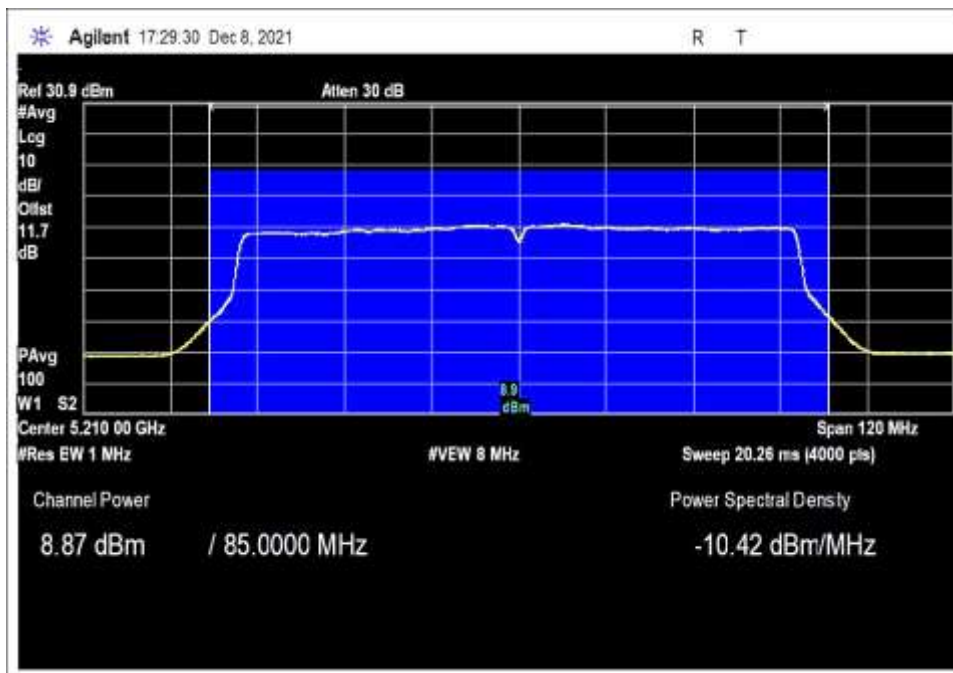 Agilent 17:29:30 Dec 8, 2021 R T
Ref 30.9 dBm Atten 30 dB
#Avg
Log
10
dB/
Offst
11.7
dB
PAvg
100
W1 S2
8.9
dBm
Center 5.210 00 GHz Span 120 MHz
#Res BW 1 MHz #VBW 8 MHz Sweep 20.26 ms (4000 pts)
Channel Power Power Spectral Density
8.87 dBm / 85.0000 MHz -10.42 dBm/MHz